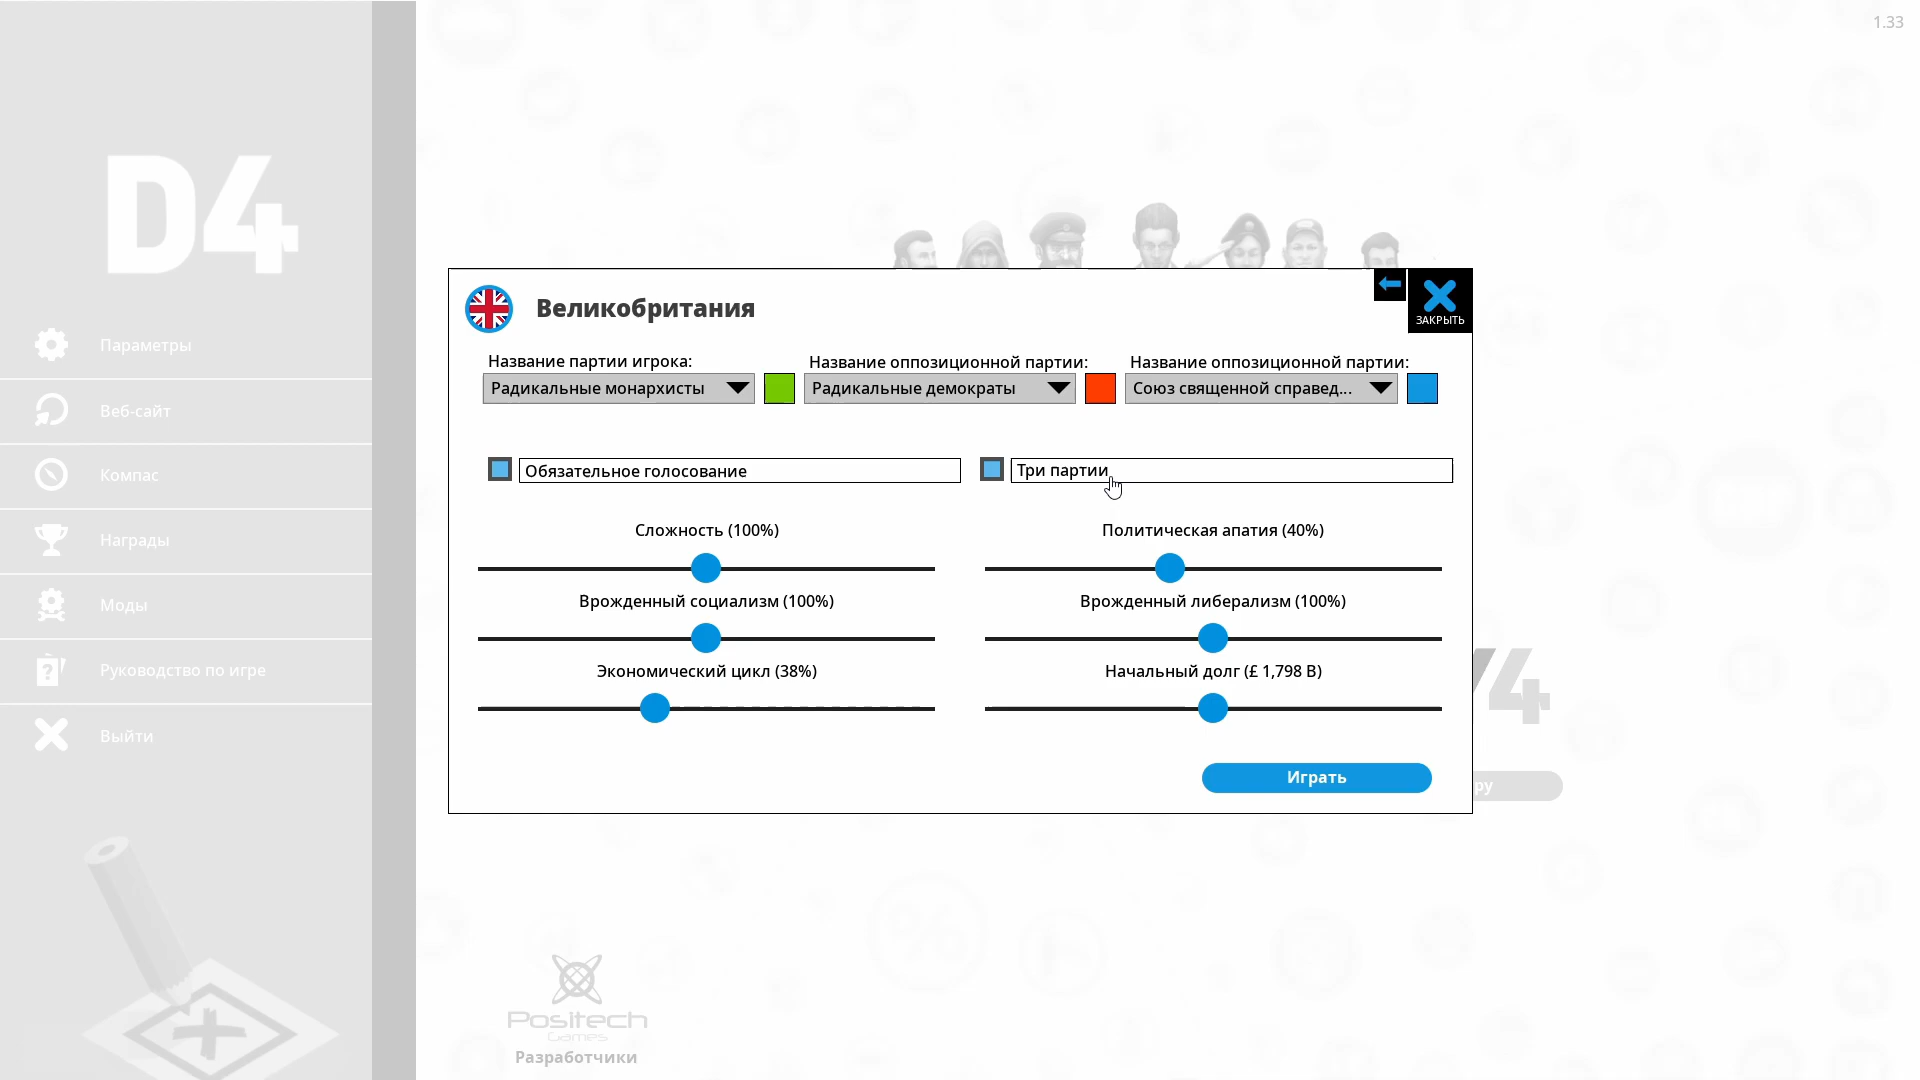 1.33
D4
Параметры
Веб-сайт
Компас
Награды
Моды
Руководство по игре
Выйти
Великобритания
ЗАКРЫТЬ
Название партии игрока:
Название оппозиционной партии:
Название оппозиционной партии:
Радикальные монархисты
Радикальные демократы
Союз священной справед...
Обязательное голосование
Три партии
Сложность (100%)
Политическая апатия (40%)
Врожденный социализм (100%)
Врожденный либерализм (100%)
Экономический цикл (38%)
Начальный долг (£ 1,798 B)
Играть
4
ру
Positech
Games
Разработчики